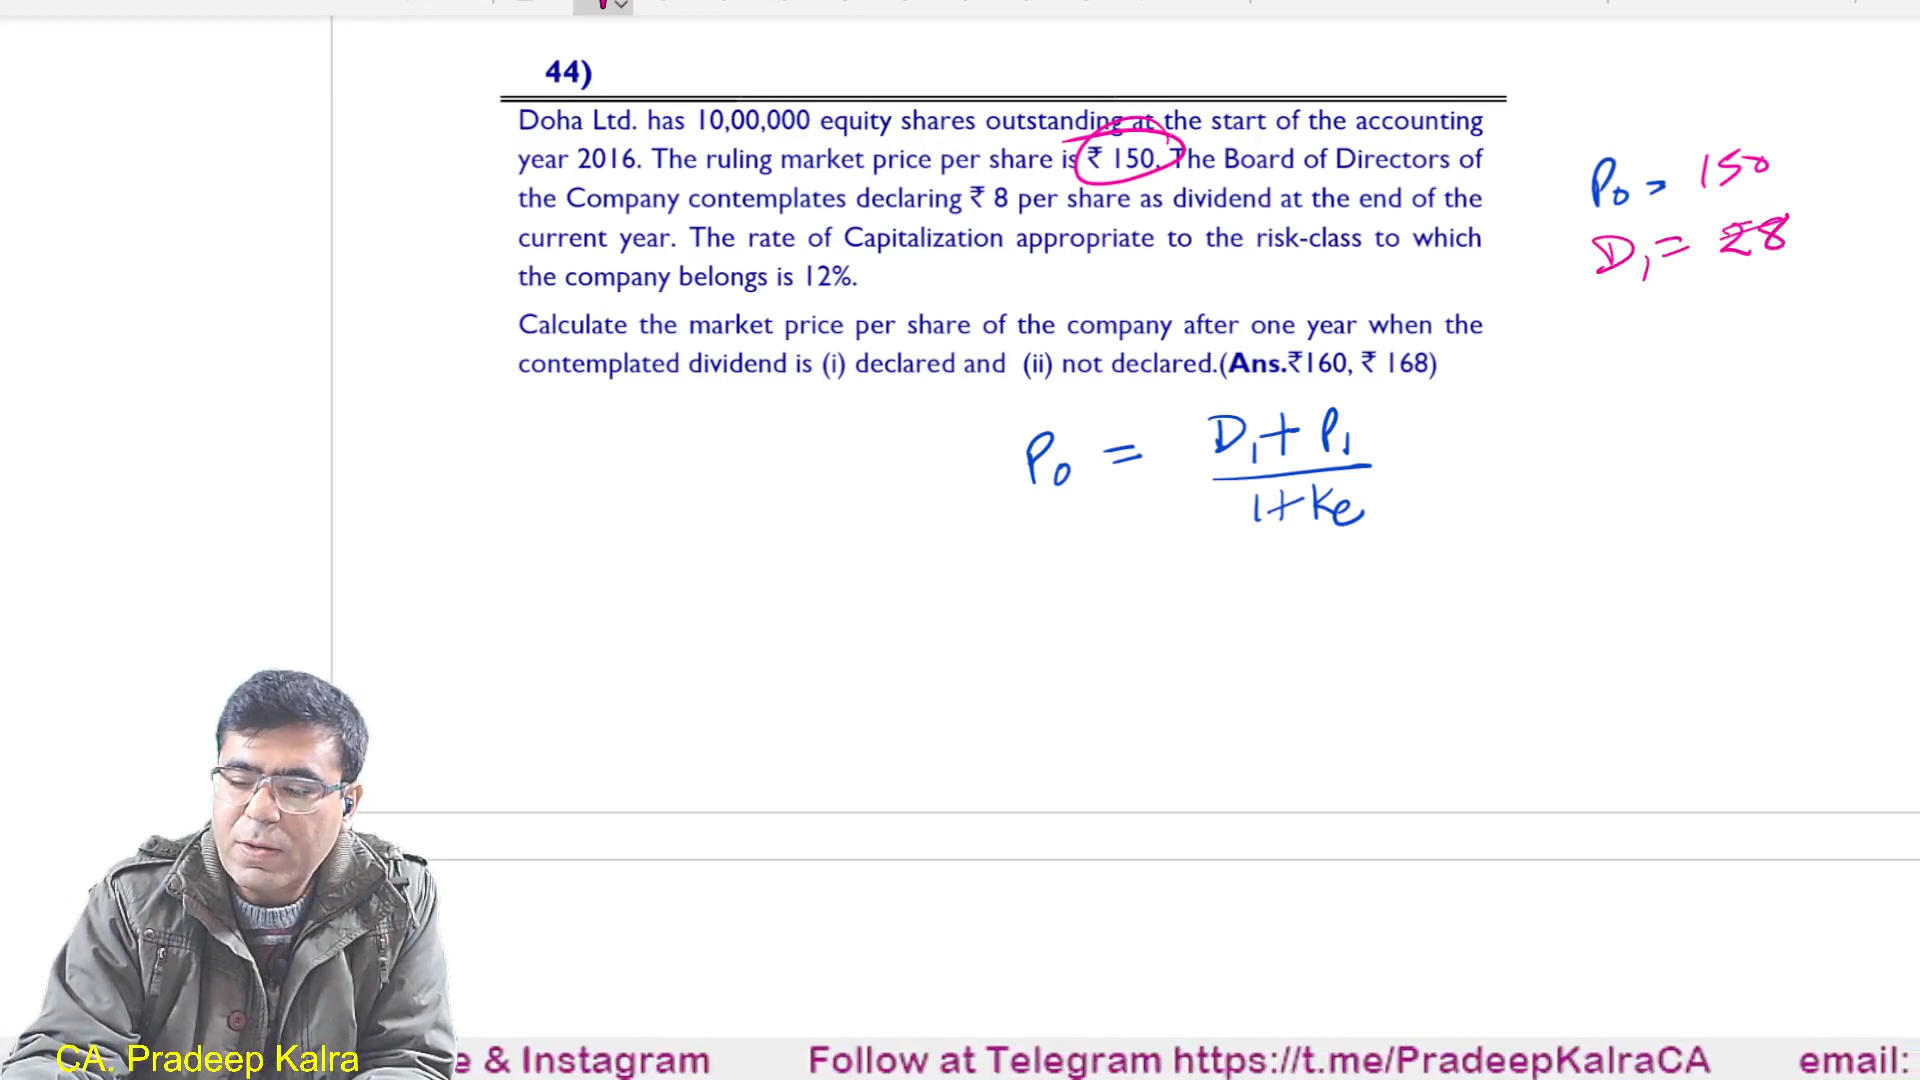 44)
Doha Ltd. has 10,00,000 equity shares outstanding at the start of the accounting
year 2016. The ruling market price per share is ₹ 150. The Board of Directors of
the Company contemplates declaring ₹ 8 per share as dividend at the end of the
current year. The rate of Capitalization appropriate to the risk-class to which
the company belongs is 12%.
Calculate the market price per share of the company after one year when the
contemplated dividend is (i) declared and (ii) not declared.(Ans.₹160, ₹ 168)
P0 = 150
D1 = ₹8
P0 = D1 + P1
1+Ke
CA. Pradeep Kalra
e & Instagram Follow at Telegram https://t.me/PradeepKalraCA email: